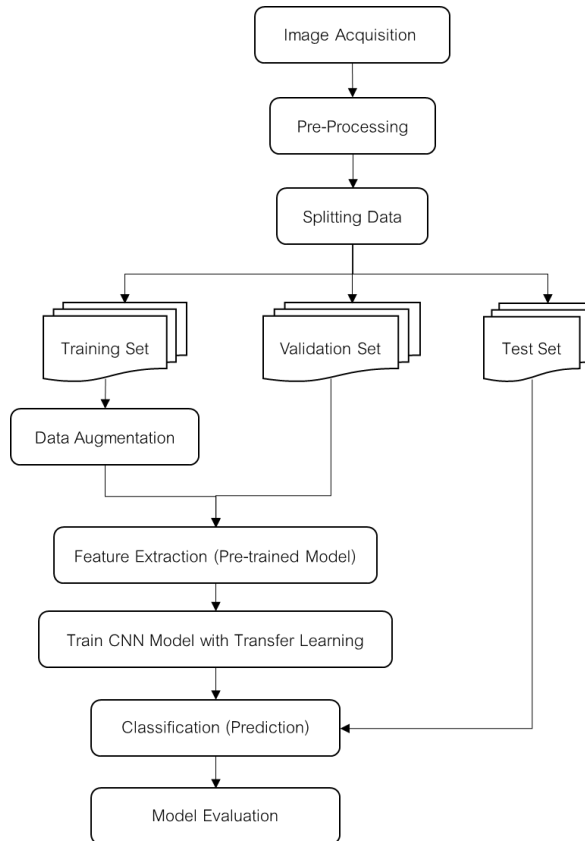 Image Acquisition
Pre-Processing
Splitting Data
Training Set
Validation Set
Test Set
Data Augmentation
Feature Extraction (Pre-trained Model)
Train CNN Model with Transfer Learning
Classification (Prediction)
Model Evaluation